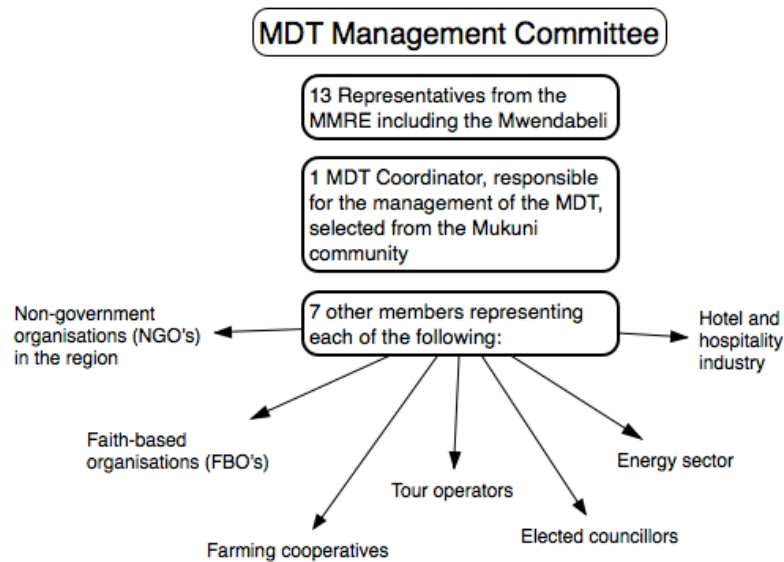 MDT Management Committee
13 Representatives from the
MMRE including the Mwendabeli
1 MDT Coordinator, responsible
for the management of the MDT,
selected from the Mukuni
community
7 other members representing
each of the following:
Non-government
organisations (NGO's)
in the region
Hotel and
hospitality
industry
Faith-based
organisations (FBO's)
Energy sector
Tour operators
Elected councillors
Farming cooperatives